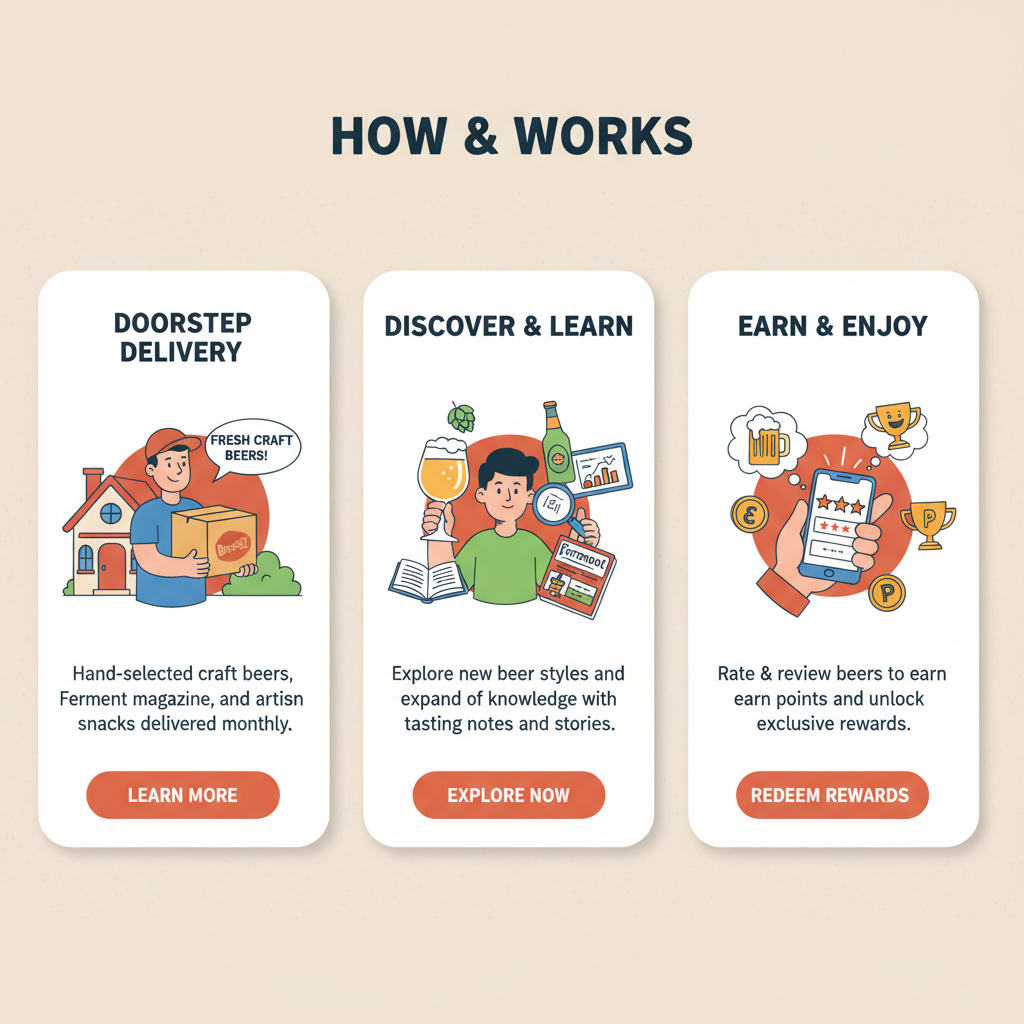 HOW & WORKS
DOORSTEP
DELIVERY
FRESH CRAFT
BEERS!
Hand-selected craft beers,
Ferment magazine, and artisn
snacks delivered monthly.
LEARN MORE
DISCOVER & LEARN
Explore new beer styles and
expand of knowledge with
tasting notes and stories.
EXPLORE NOW
EARN & ENJOY
P
P
Rate & review beers to earn
earn points and unlock
exclusive rewards.
REDEEM REWARDS